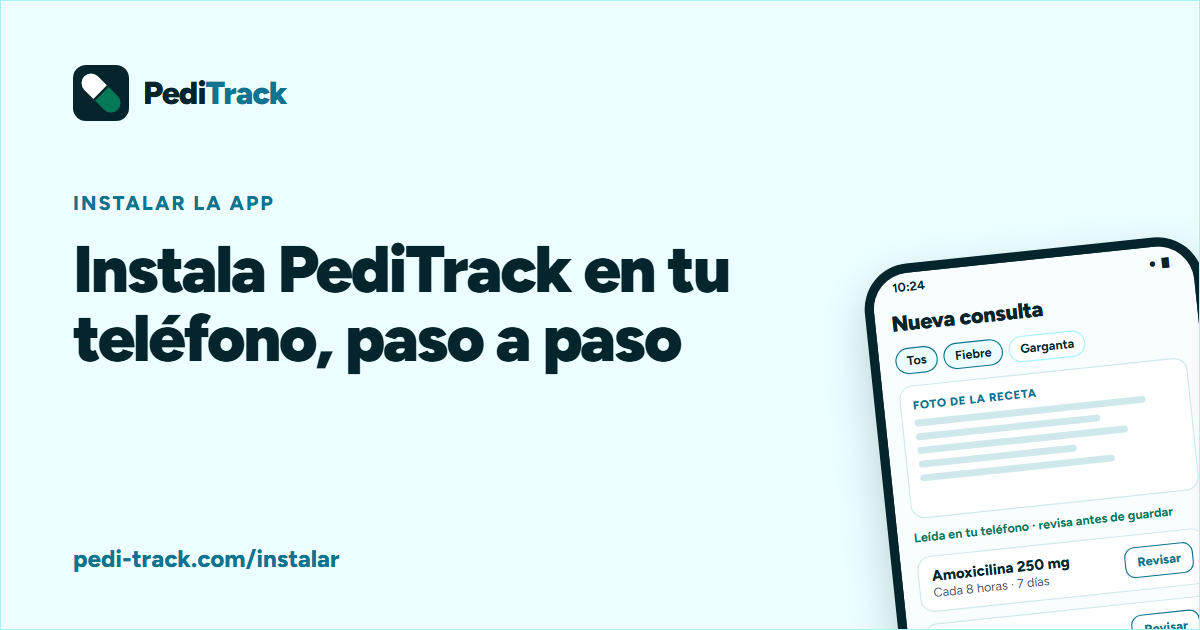 PediTrack
INSTALAR LA APP
Instala PediTrack en tu
teléfono, paso a paso
pedi-track.com/instalar
10:24
Nueva consulta
Tos Fiebre Garganta
FOTO DE LA RECETA
Leída en tu teléfono · revisa antes de guardar
Amoxicilina 250 mg
Cada 8 horas · 7 días
Revisar
Revisar